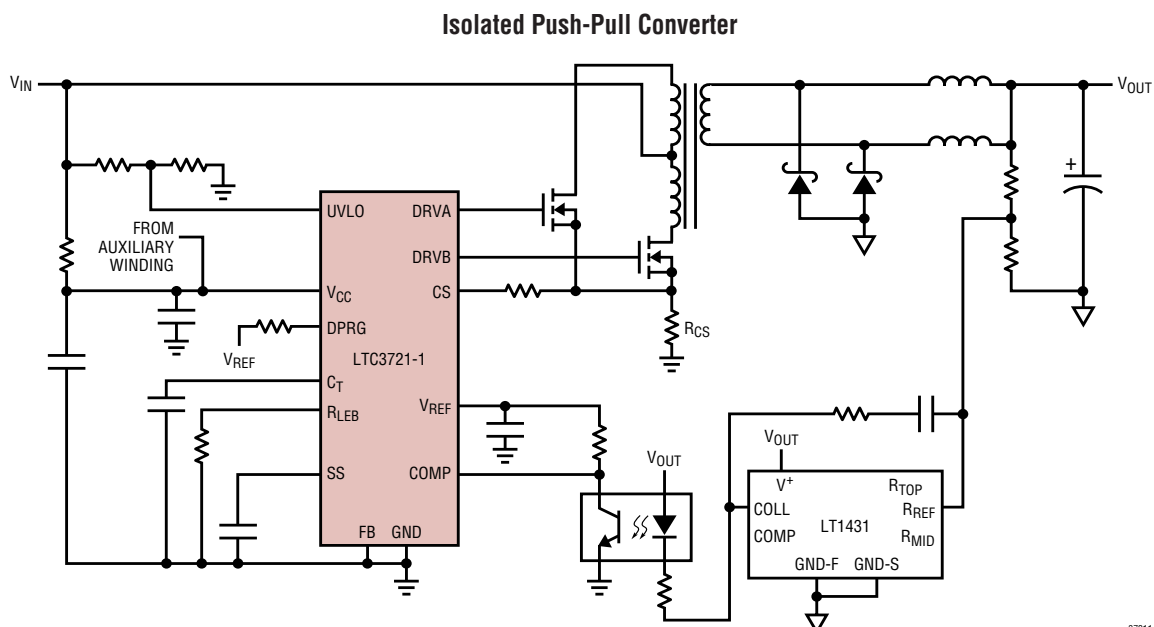 Isolated Push-Pull Converter
VIN
VOUT
FROM
AUXILIARY
WINDING
UVLO
DRVA
DRVB
VCC
CS
DPRG
VREF
LTC3721-1
CT
RLEB
VREF
SS
COMP
FB
GND
RCS
+
VOUT
VOUT
V+
COLL
COMP
LT1431
RTOP
RREF
RMID
GND-F
GND-S